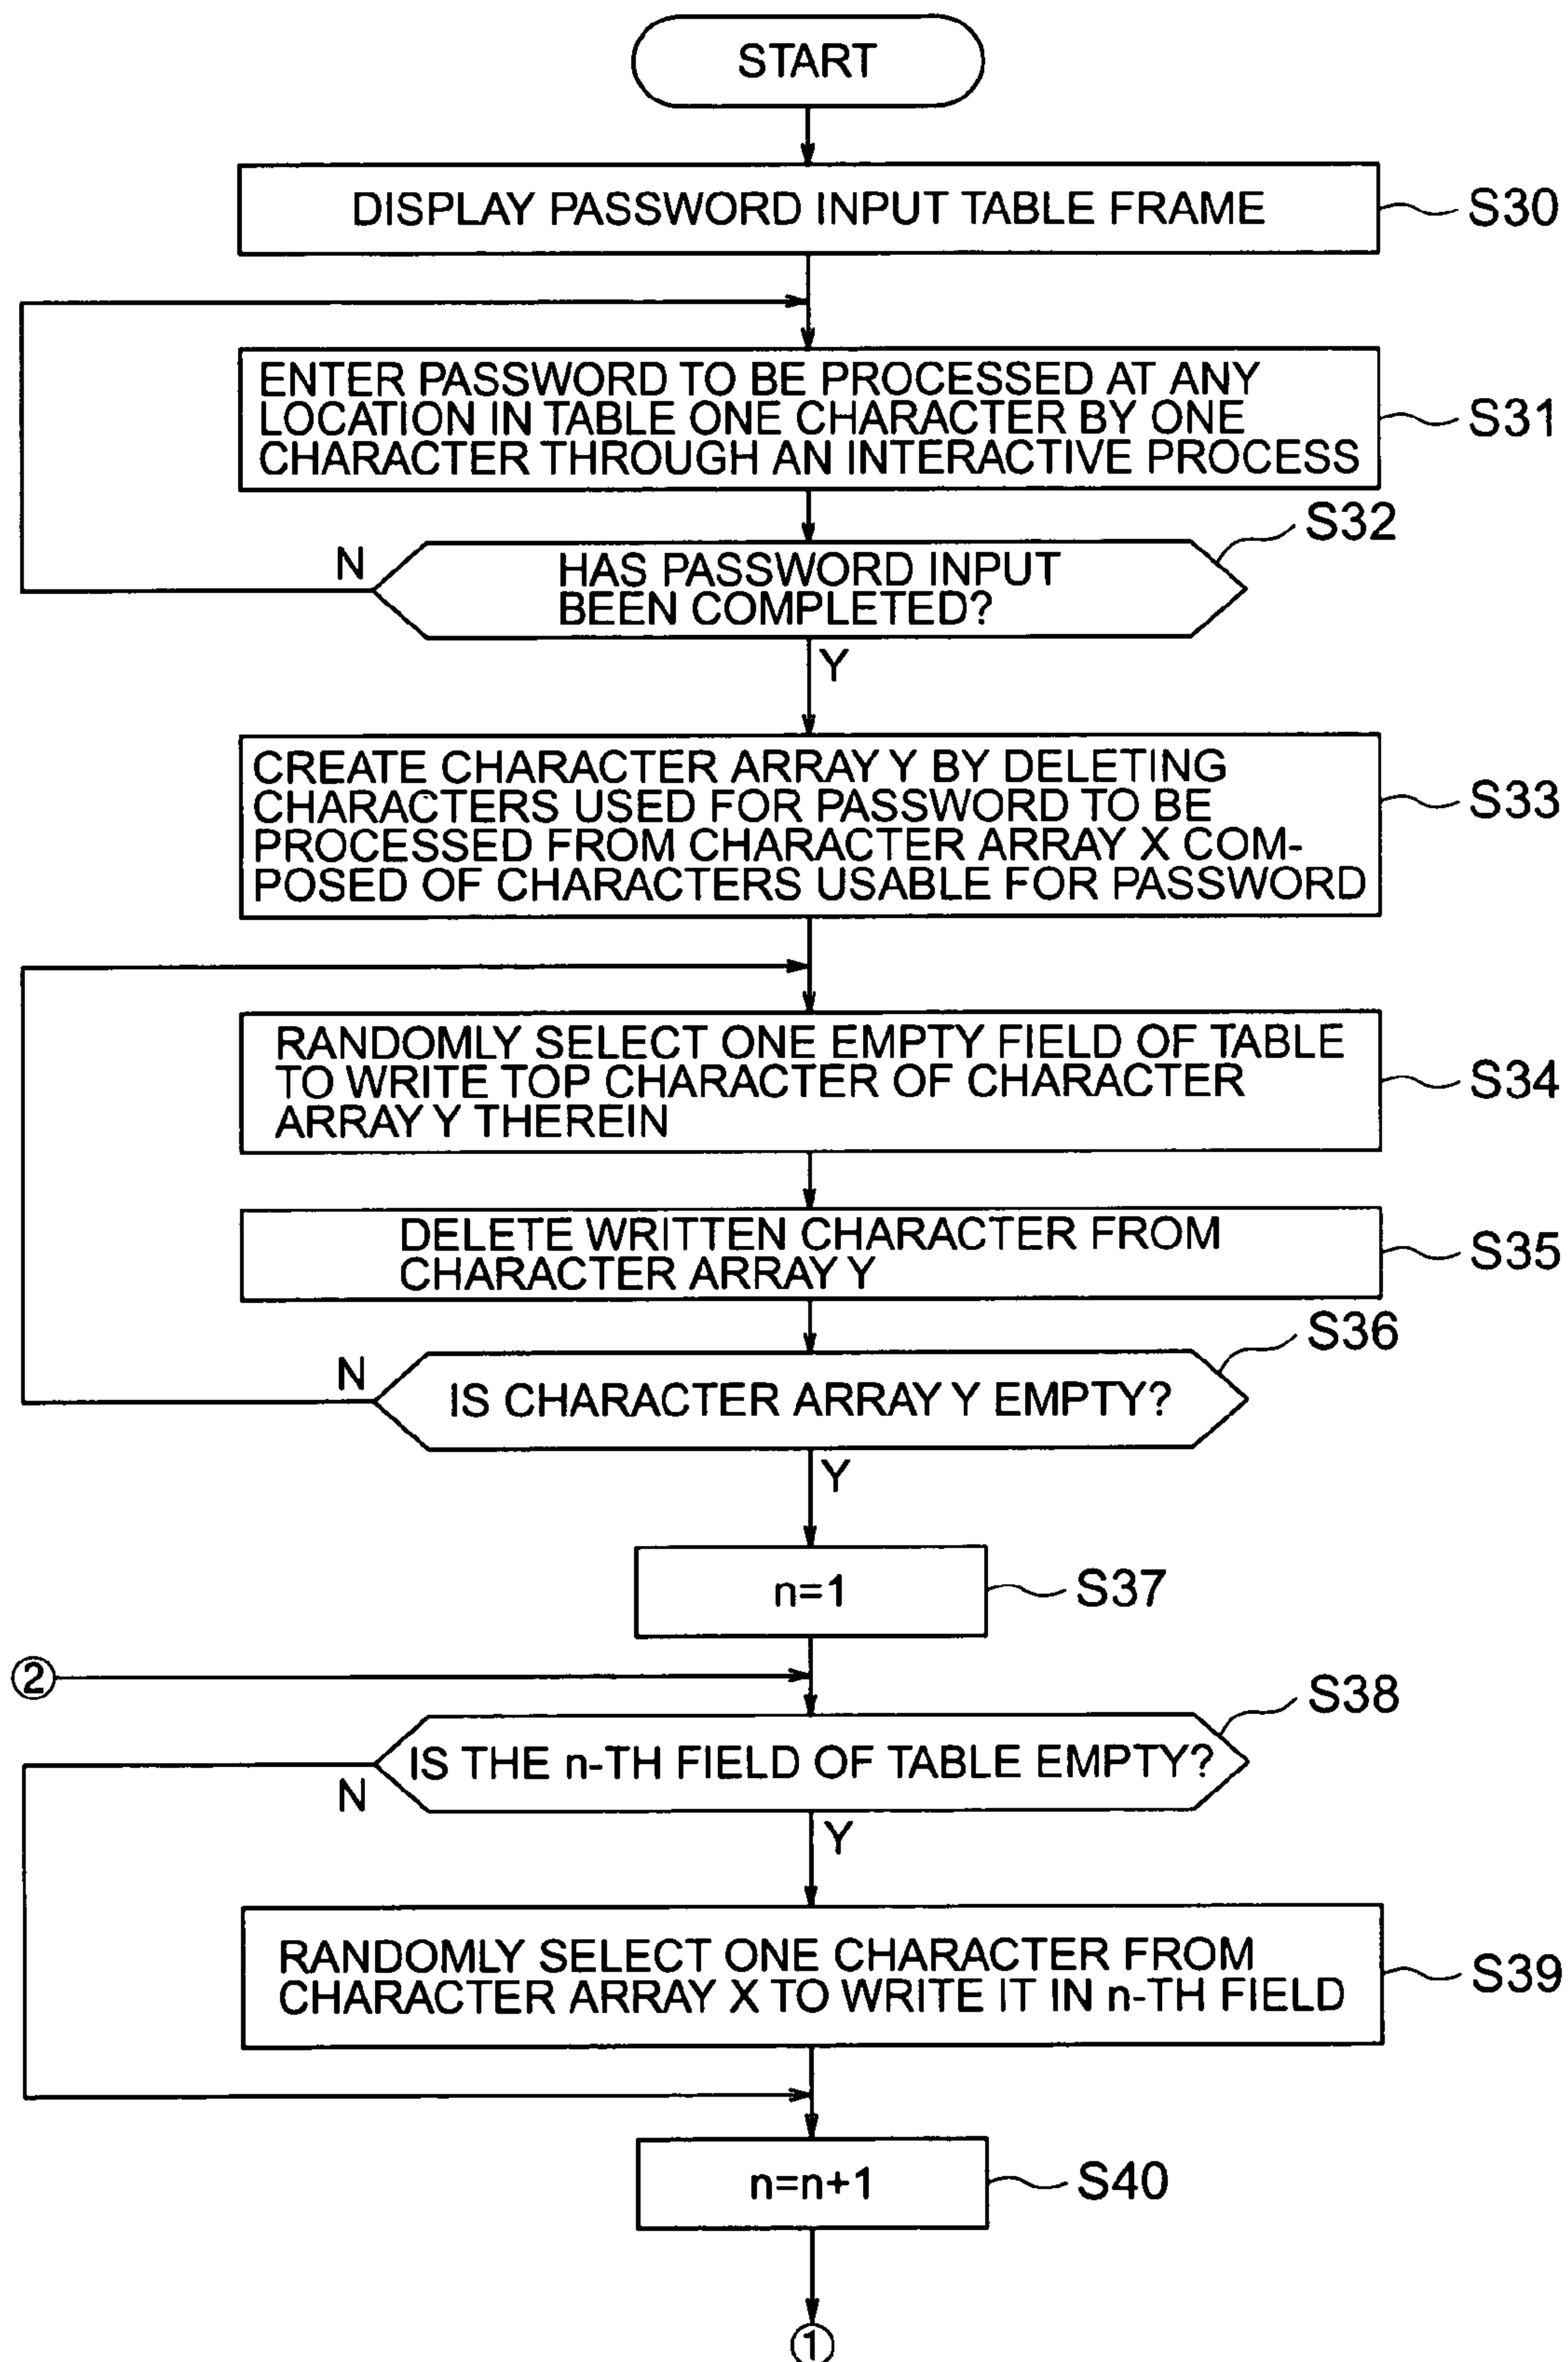 START
DISPLAY PASSWORD INPUT TABLE FRAME
S30
ENTER PASSWORD TO BE PROCESSED AT ANY
LOCATION IN TABLE ONE CHARACTER BY ONE
CHARACTER THROUGH AN INTERACTIVE PROCESS
S31
S32
N
HAS PASSWORD INPUT
BEEN COMPLETED?
Y
CREATE CHARACTER ARRAY Y BY DELETING
CHARACTERS USED FOR PASSWORD TO BE
PROCESSED FROM CHARACTER ARRAY X COM-
POSED OF CHARACTERS USABLE FOR PASSWORD
S33
RANDOMLY SELECT ONE EMPTY FIELD OF TABLE
TO WRITE TOP CHARACTER OF CHARACTER
ARRAY Y THEREIN
S34
DELETE WRITTEN CHARACTER FROM
CHARACTER ARRAY Y
S35
S36
N
IS CHARACTER ARRAY Y EMPTY?
Y
n=1
S37
②
S38
IS THE n-TH FIELD OF TABLE EMPTY?
N
Y
RANDOMLY SELECT ONE CHARACTER FROM
CHARACTER ARRAY X TO WRITE IT IN n-TH FIELD
S39
n=n+1
S40
①